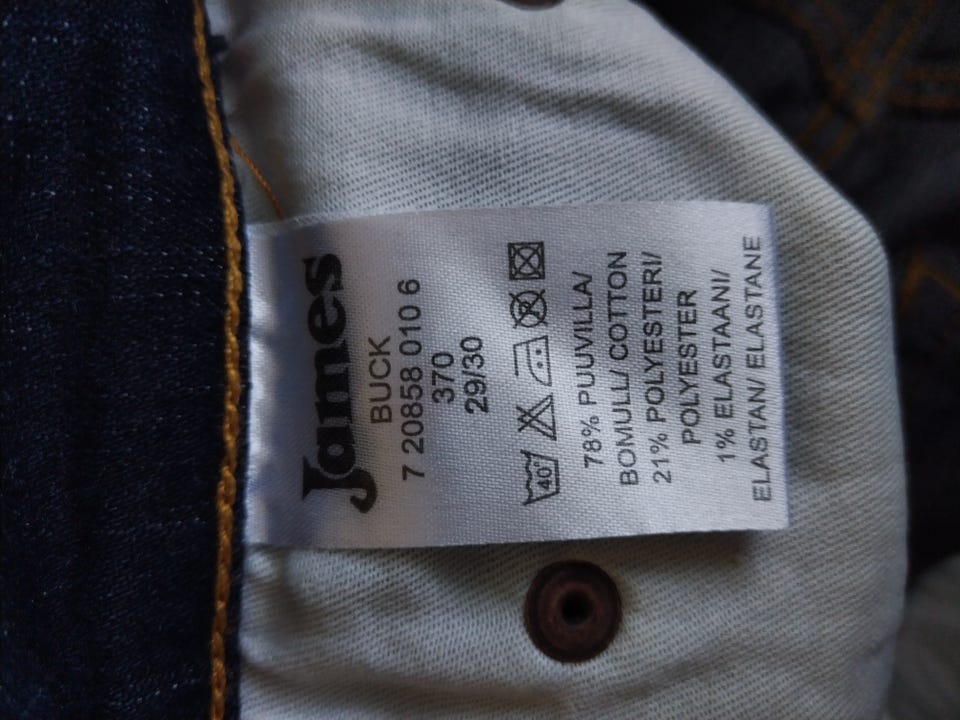 James
BUCK
7 20858 010 6
370
29/30
40°
78% PUUVILLA/
BOMULL/ COTTON
21% POLYESTERI/
POLYESTER
1% ELASTAANI/
ELASTAN/ ELASTANE